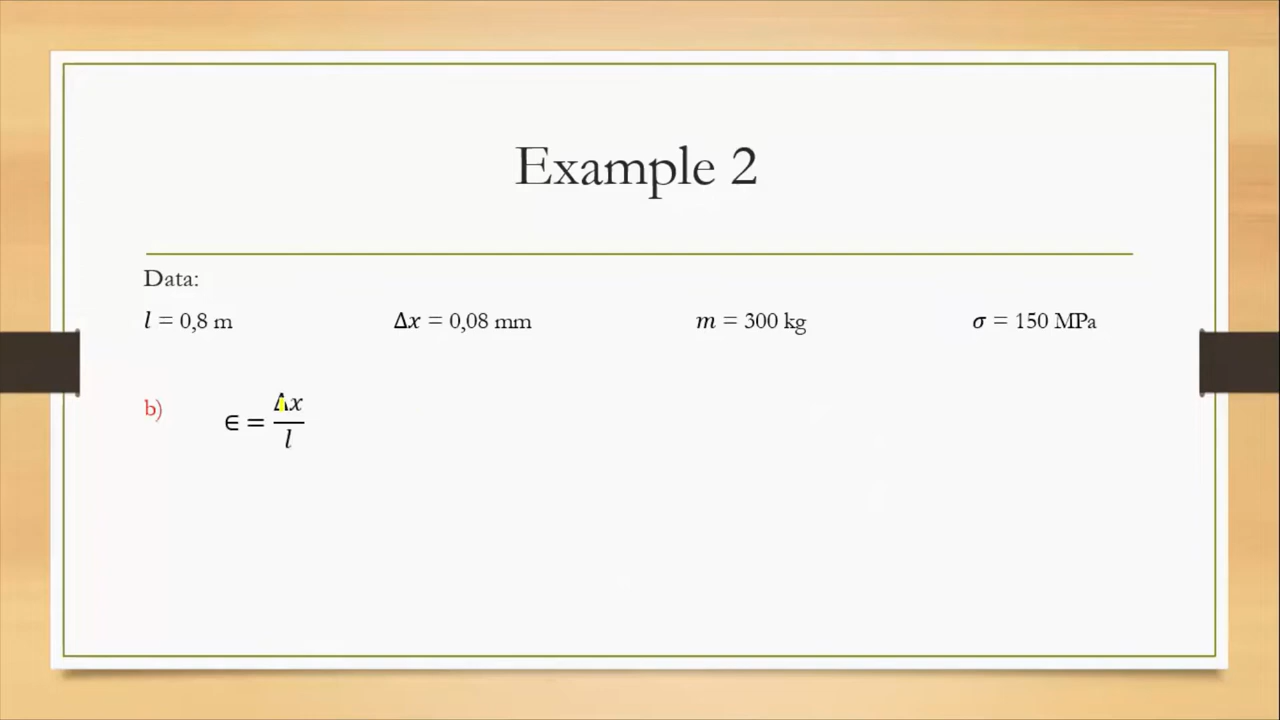 Example 2
Data:
l = 0,8 m Δx = 0,08 mm m = 300 kg σ = 150 MPa
b) ϵ = Δx / l